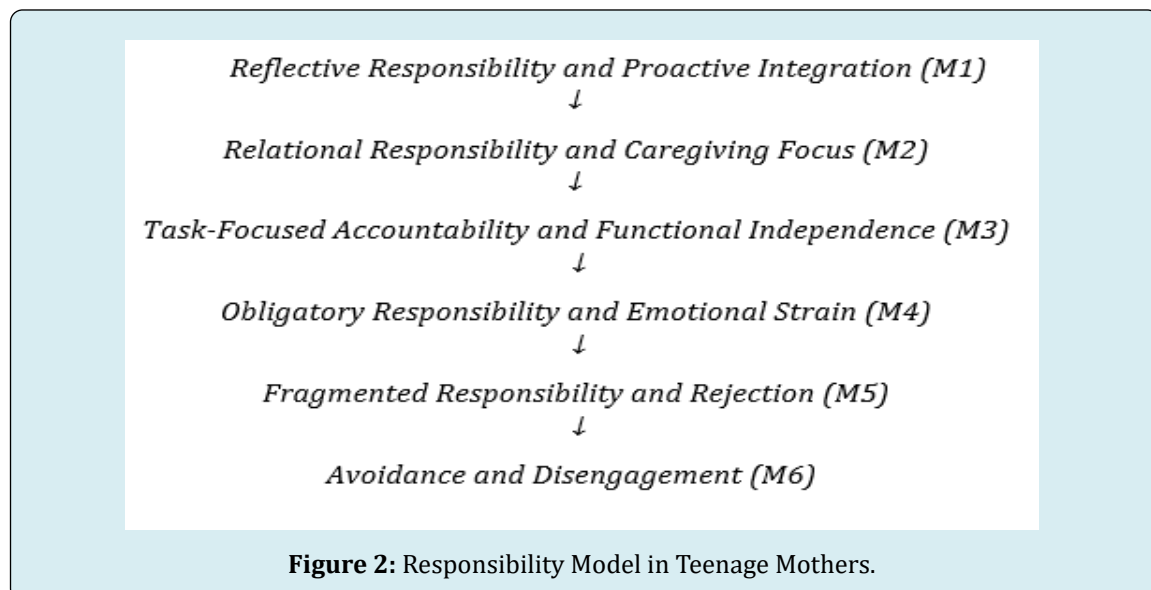 Reflective Responsibility and Proactive Integration (M1)
↓
Relational Responsibility and Caregiving Focus (M2)
↓
Task-Focused Accountability and Functional Independence (M3)
↓
Obligatory Responsibility and Emotional Strain (M4)
↓
Fragmented Responsibility and Rejection (M5)
↓
Avoidance and Disengagement (M6)
Figure 2: Responsibility Model in Teenage Mothers.